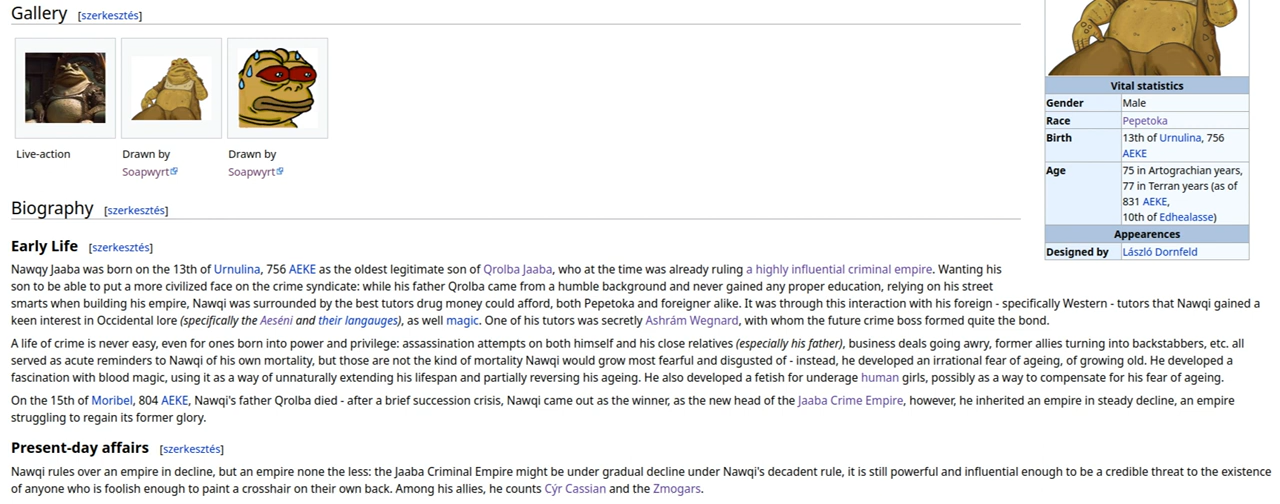 Gallery [szerkesztés]
Live-action
Drawn by
Soapwyrt
Drawn by
Soapwyrt
Vital statistics
Gender Male
Race Pepetoka
Birth 13th of Urnulina, 756
AEKE
Age 75 in Artograchian years,
77 in Terran years (as of
831 AEKE,
10th of Edhealasse)
Appearences
Designed by László Dornfeld
Biography [szerkesztés]
Early Life [szerkesztés]
Nawqy Jaaba was born on the 13th of Urnulina, 756 AEKE as the oldest legitimate son of Qrolba Jaaba, who at the time was already ruling a highly influential criminal empire. Wanting his
son to be able to put a more civilized face on the crime syndicate: while his father Qrolba came from a humble background and never gained any proper education, relying on his street
smarts when building his empire, Nawqi was surrounded by the best tutors drug money could afford, both Pepetoka and foreigner alike. It was through this interaction with his foreign - specifically Western - tutors that Nawqi gained a
keen interest in Occidental lore (specifically the Aeséni and their langauges), as well magic. One of his tutors was secretly Ashrám Wegnard, with whom the future crime boss formed quite the bond.
A life of crime is never easy, even for ones born into power and privilege: assassination attempts on both himself and his close relatives (especially his father), business deals going awry, former allies turning into backstabbers, etc. all
served as acute reminders to Nawqi of his own mortality, but those are not the kind of mortality Nawqi would grow most fearful and disgusted of - instead, he developed an irrational fear of ageing, of growing old. He developed a
fascination with blood magic, using it as a way of unnaturally extending his lifespan and partially reversing his ageing. He also developed a fetish for underage human girls, possibly as a way to compensate for his fear of ageing.
On the 15th of Moribel, 804 AEKE, Nawqi's father Qrolba died - after a brief succession crisis, Nawqi came out as the winner, as the new head of the Jaaba Crime Empire, however, he inherited an empire in steady decline, an empire
struggling to regain its former glory.
Present-day affairs [szerkesztés]
Nawqi rules over an empire in decline, but an empire none the less: the Jaaba Criminal Empire might be under gradual decline under Nawqi's decadent rule, it is still powerful and influential enough to be a credible threat to the existence
of anyone who is foolish enough to paint a crosshair on their own back. Among his allies, he counts Cýr Cassian and the Zmogars.